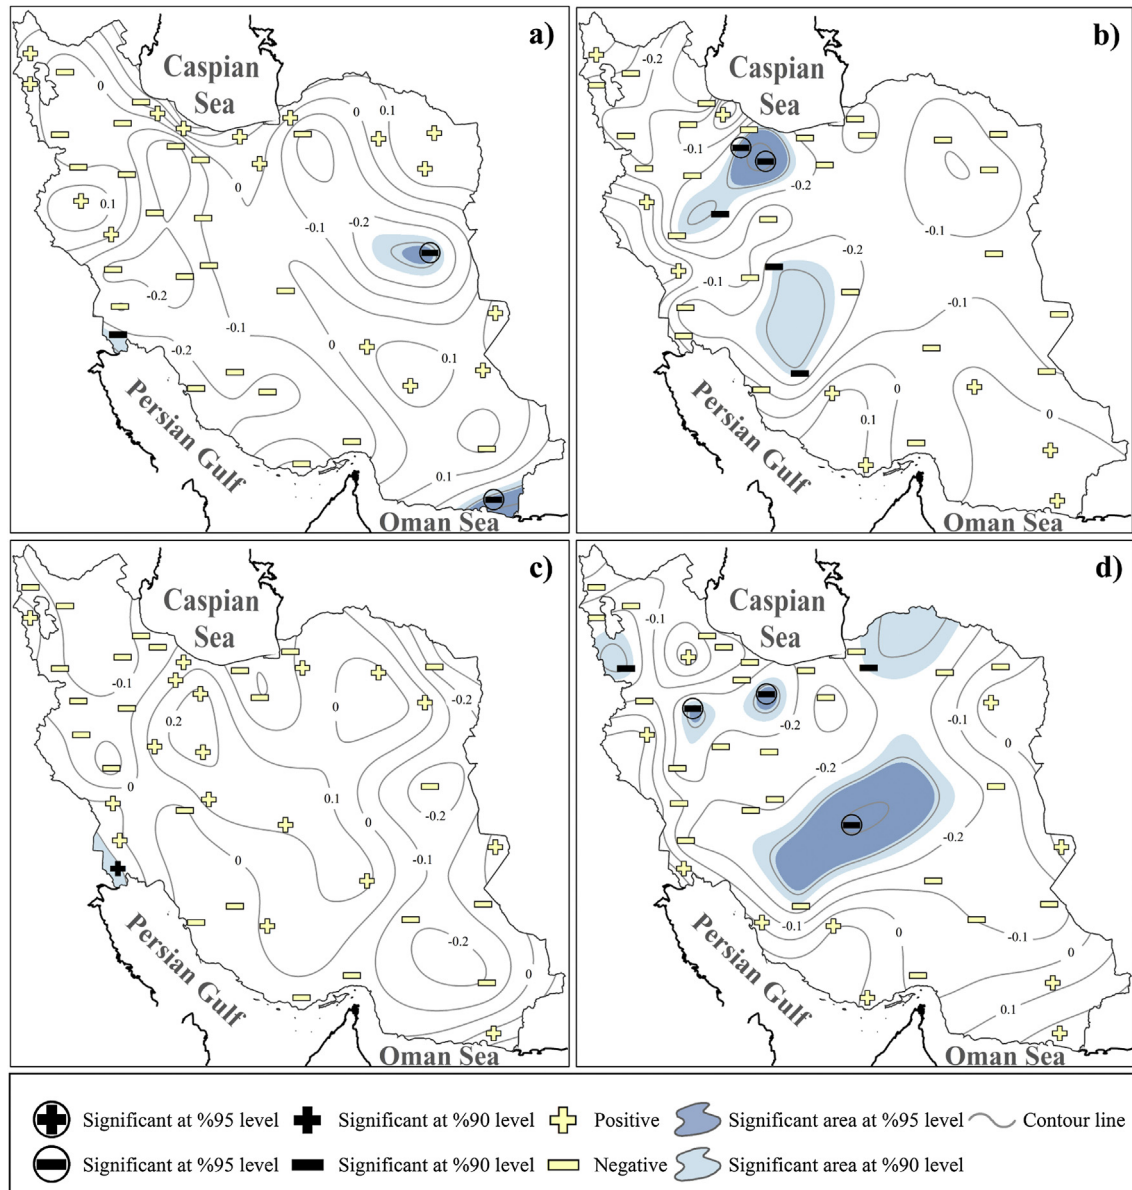 a)
Caspian
Sea
0
0
0.1
0
0.1
-0.1
-0.2
-0.2
-0.1
0
-0.2
0.1
0.1
Persian Gulf
Oman Sea
b)
Caspian
Sea
-0.2
-0.1
-0.2
-0.1
-0.2
-0.1
-0.1
0
0
0.1
Persian Gulf
Oman Sea
c)
Caspian
Sea
-0.1
-0.2
0.2
0
0
0.1
-0.2
0
0
-0.1
-0.2
0
Persian Gulf
Oman Sea
d)
Caspian
Sea
-0.1
-0.1
-0.2
0
-0.2
-0.2
-0.1
0
-0.1
0
0.1
Persian Gulf
Oman Sea
Significant at %95 level
Significant at %90 level
Positive
Significant area at %95 level
Contour line
Significant at %95 level
Significant at %90 level
Negative
Significant area at %90 level